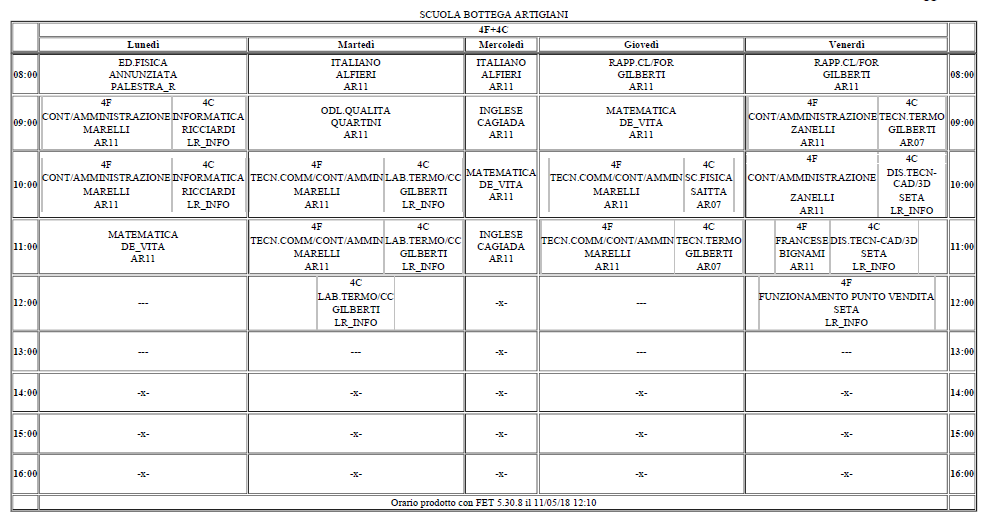 SCUOLA BOTTEGA ARTIGIANI
4F+4C
Lunedì Martedì Mercoledì Giovedì Venerdì
08:00 ED.FISICA ITALIANO ITALIANO RAPP.CL/FOR RAPP.CL/FOR 08:00
ANNUNZIATA ALFIERI ALFIERI GILBERTI GILBERTI
PALESTRA_R AR11 AR11 AR11 AR11
09:00 4F 4C ODL.QUALITA INGLESE MATEMATICA 4F 4C 09:00
CONT/AMMINISTRAZIONE INFORMATICA QUARTINI CAGIADA DE_VITA CONT/AMMINISTRAZIONE TECN.TERMO
MARELLI RICCIARDI AR11 AR11 AR11 ZANELLI GILBERTI
AR11 LR_INFO AR11 AR07
10:00 4F 4C 4F 4C MATEMATICA 4F 4C 4F 4C 10:00
CONT/AMMINISTRAZIONE INFORMATICA TECN.COMM/CONT/AMMIN LAB.TERMO/CC DE_VITA TECN.COMM/CONT/AMMIN SC.FISICA CONT/AMMINISTRAZIONE DIS.TECN-CAD/3D
MARELLI RICCIARDI MARELLI GILBERTI AR11 MARELLI SAITTA ZANELLI SETA
AR11 LR_INFO AR11 LR_INFO AR11 AR07 AR11 LR_INFO
11:00 MATEMATICA 4F 4C INGLESE 4F 4C 4F 4C 11:00
DE_VITA TECN.COMM/CONT/AMMIN LAB.TERMO/CC CAGIADA TECN.COMM/CONT/AMMIN TECN.TERMO FRANCESE DIS.TECN-CAD/3D
AR11 MARELLI GILBERTI AR11 MARELLI GILBERTI BIGNAMI SETA
AR11 LR_INFO AR11 AR07 AR11 LR_INFO
12:00 --- 4C -x- --- 4F 12:00
LAB.TERMO/CC FUNZIONAMENTO PUNTO VENDITA
GILBERTI SETA
LR_INFO LR_INFO
13:00 --- --- -x- --- --- 13:00
14:00 -x- -x- -x- -x- -x- 14:00
15:00 -x- -x- -x- -x- -x- 15:00
16:00 -x- -x- -x- -x- -x- 16:00
Orario prodotto con FET 5.30.8 il 11/05/18 12:10